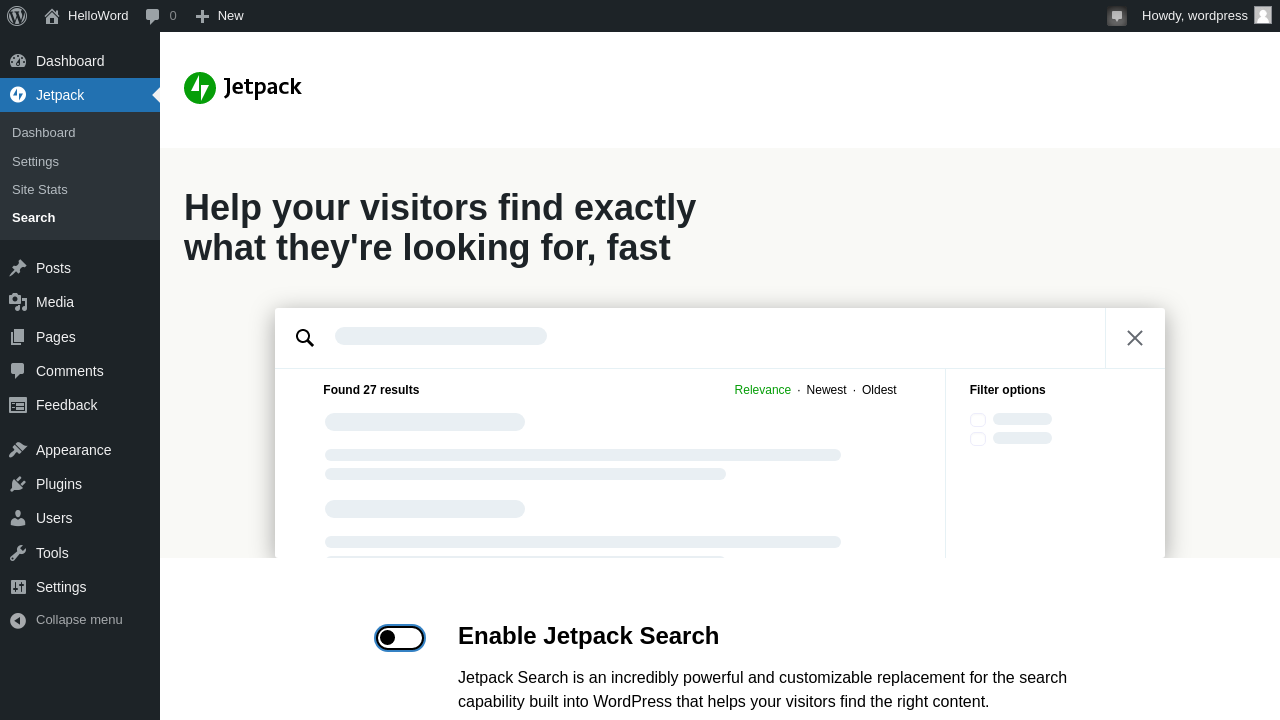 HelloWord
0
New
Howdy, wordpress
Dashboard
Jetpack
Dashboard
Settings
Site Stats
Search
Posts
Media
Pages
Comments
Feedback
Appearance
Plugins
Users
Tools
Settings
Collapse menu
Jetpack
Help your visitors find exactly
what they're looking for, fast
Found 27 results
Relevance · Newest · Oldest
Filter options
Enable Jetpack Search
Jetpack Search is an incredibly powerful and customizable replacement for the search
capability built into WordPress that helps your visitors find the right content.